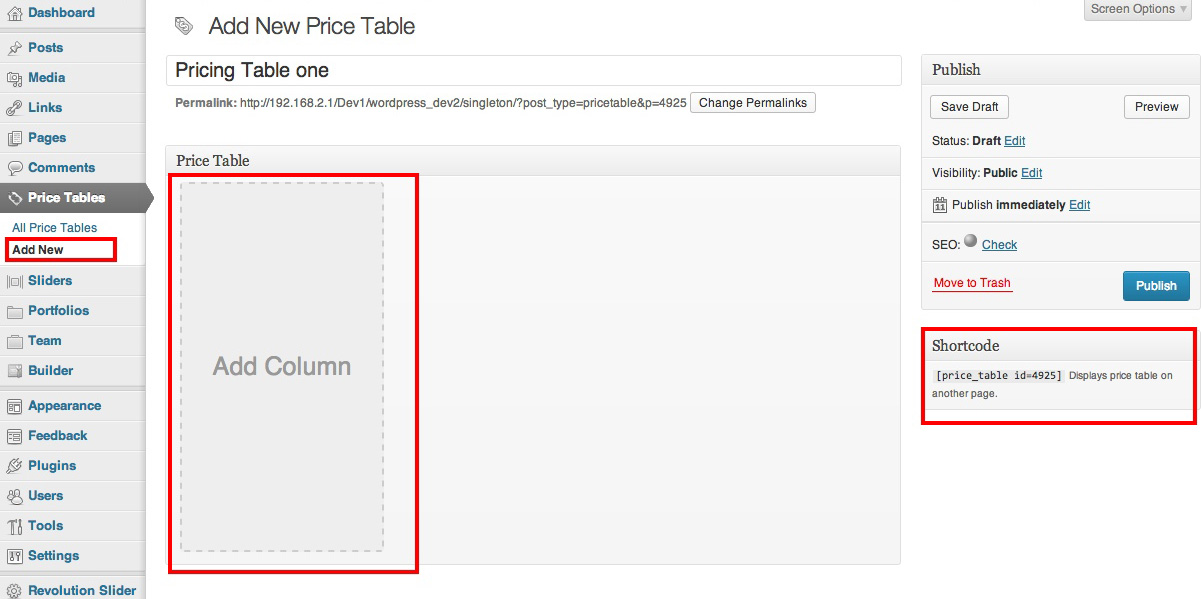 Dashboard
Posts
Media
Links
Pages
Comments
Price Tables
All Price Tables
Add New
Sliders
Portfolios
Team
Builder
Appearance
Feedback
Plugins
Users
Tools
Settings
Revolution Slider
Screen Options
Add New Price Table
Pricing Table one
Permalink: http://192.168.2.1/Dev1/wordpress_dev2/singleton/?post_type=pricetable&p=4925 Change Permalinks
Price Table
Add Column
Publish
Save Draft Preview
Status: Draft Edit
Visibility: Public Edit
11 Publish immediately Edit
SEO: Check
Move to Trash Publish
Shortcode
[price_table id=4925] Displays price table on
another page.